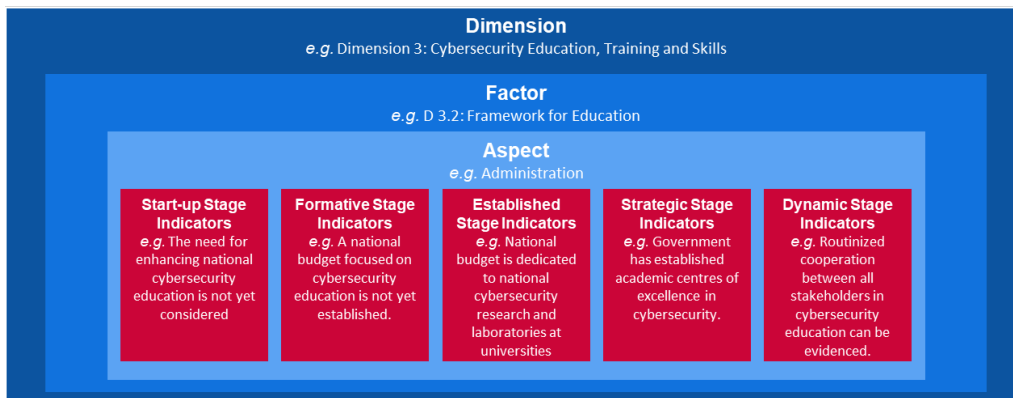 Dimension
e.g. Dimension 3: Cybersecurity Education, Training and Skills
Factor
e.g. D 3.2: Framework for Education
Aspect
e.g. Administration
Start-up Stage
Indicators
e.g. The need for
enhancing national
cybersecurity
education is not yet
considered
Formative Stage
Indicators
e.g. A national
budget focused on
cybersecurity
education is not yet
established.
Established
Stage Indicators
e.g. National
budget is dedicated
to national
cybersecurity
research and
laboratories at
universities
Strategic Stage
Indicators
e.g. Government
has established
academic centres of
excellence in
cybersecurity.
Dynamic Stage
Indicators
e.g. Routinized
cooperation
between all
stakeholders in
cybersecurity
education can be
evidenced.